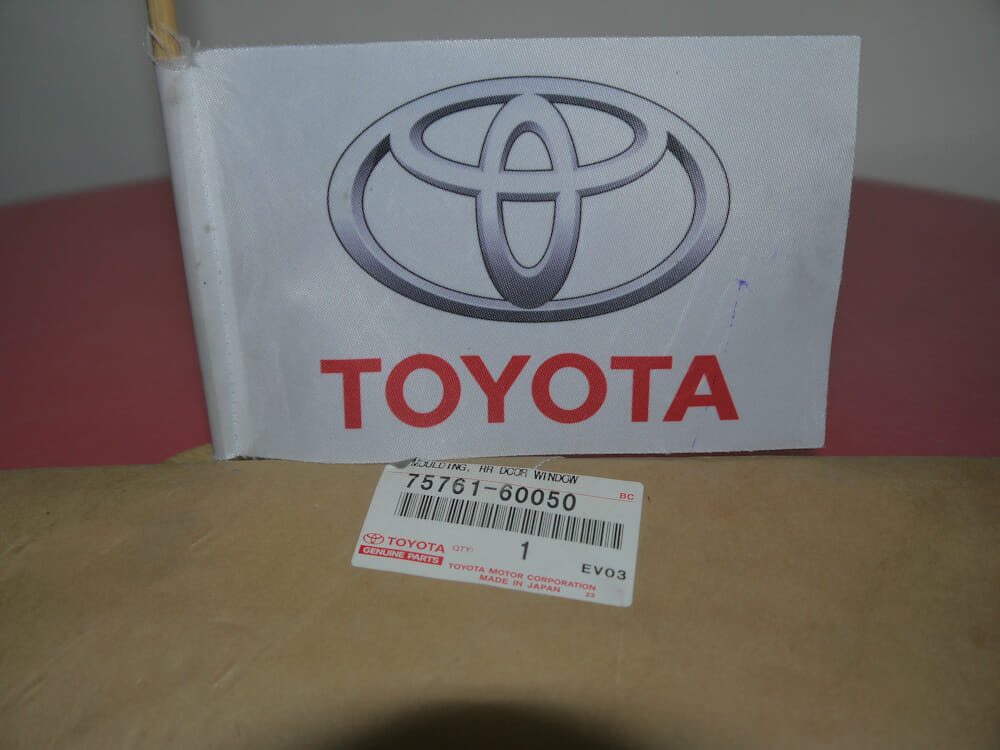 TOYOTA
MOULDING, RR DOOR WINDOW
75761-60050
BC
TOYOTA
GENUINE PARTS
QTY:
1
EV03
TOYOTA MOTOR CORPORATION
MADE IN JAPAN
23